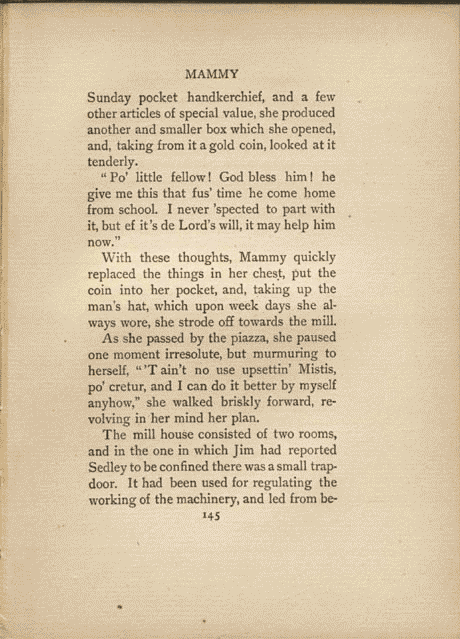 MAMMY
Sunday pocket handkerchief, and a few
other articles of special value, she produced
another and smaller box which she opened,
and, taking from it a gold coin, looked at it
tenderly.
"Po' little fellow! God bless him! he
give me this that fus' time he come home
from school. I never 'spected to part with
it, but ef it's de Lord's will, it may help him
now."
With these thoughts, Mammy quickly
replaced the things in her chest, put the
coin into her pocket, and, taking up the
man's hat, which upon week days she al-
ways wore, she strode off towards the mill.
As she passed by the piazza, she paused
one moment irresolute, but murmuring to
herself, "'T ain't no use upsettin' Mistis,
po' cretur, and I can do it better by myself
anyhow," she walked briskly forward, re-
volving in her mind her plan.
The mill house consisted of two rooms,
and in the one in which Jim had reported
Sedley to be confined there was a small trap-
door. It had been used for regulating the
working of the machinery, and led from be-
145